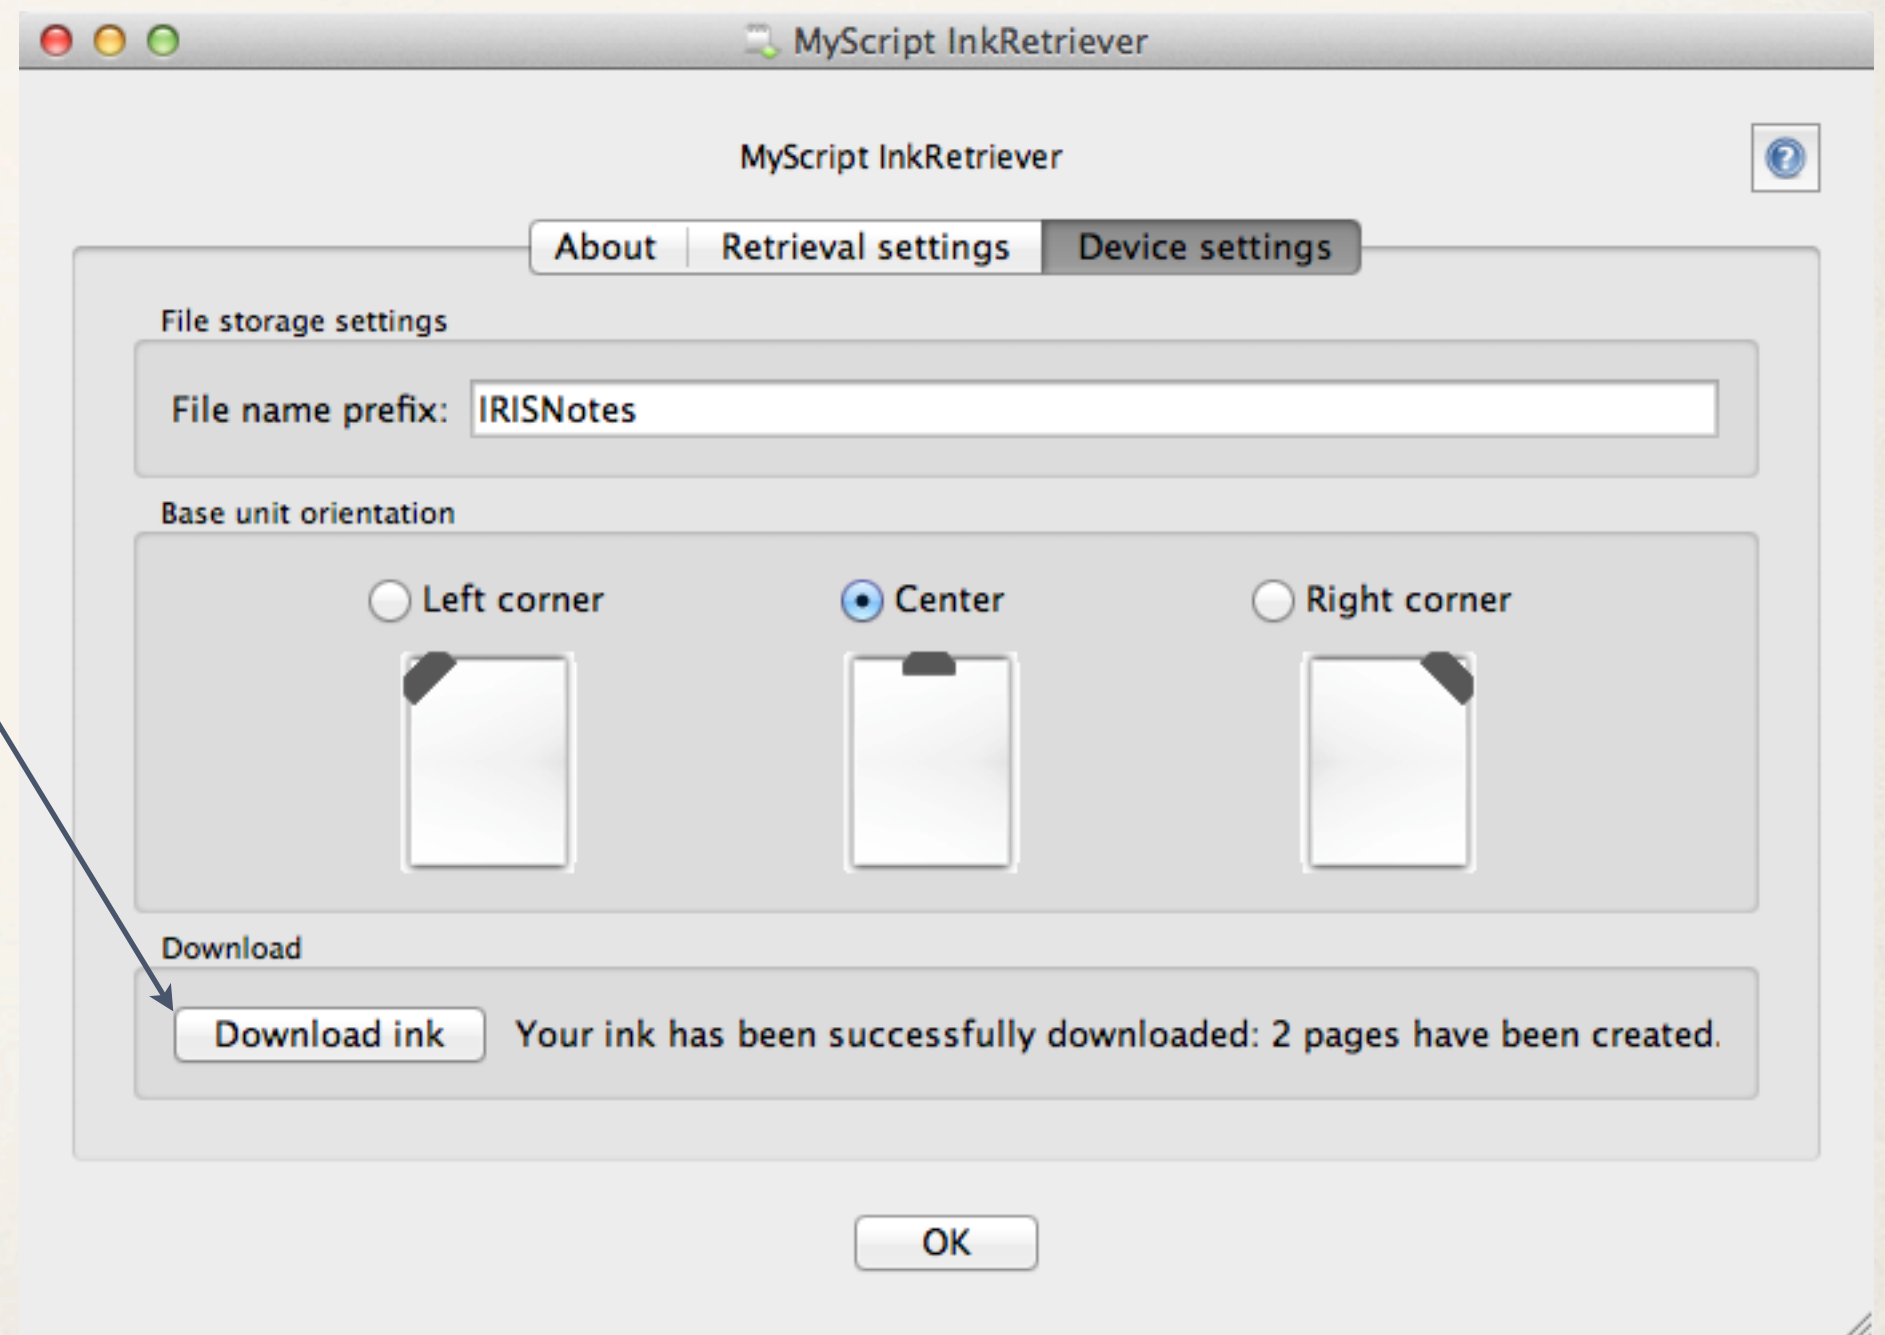 MyScript InkRetriever
MyScript InkRetriever
About Retrieval settings Device settings
File storage settings
File name prefix: IRISNotes
Base unit orientation
Left corner Center Right corner
Download
Download ink Your ink has been successfully downloaded: 2 pages have been created.
OK